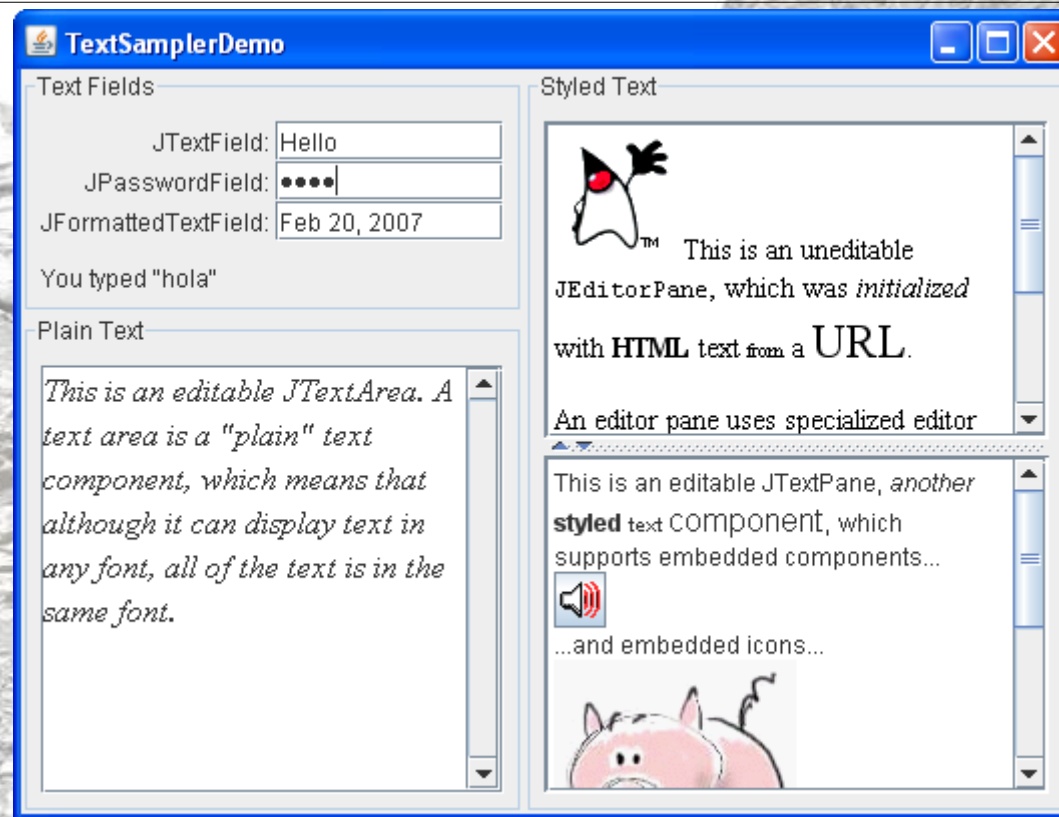 TextSamplerDemo
Text Fields
JTextField: Hello
JPasswordField: ••••
JFormattedTextField: Feb 20, 2007
You typed "hola"
Plain Text
This is an editable JTextArea. A
text area is a "plain" text
component, which means that
although it can display text in
any font, all of the text is in the
same font.
Styled Text
TM This is an uneditable
JEditorPane, which was initialized
with HTML text from a URL.
An editor pane uses specialized editor
This is an editable JTextPane, another
styled text component, which
supports embedded components...
...and embedded icons...